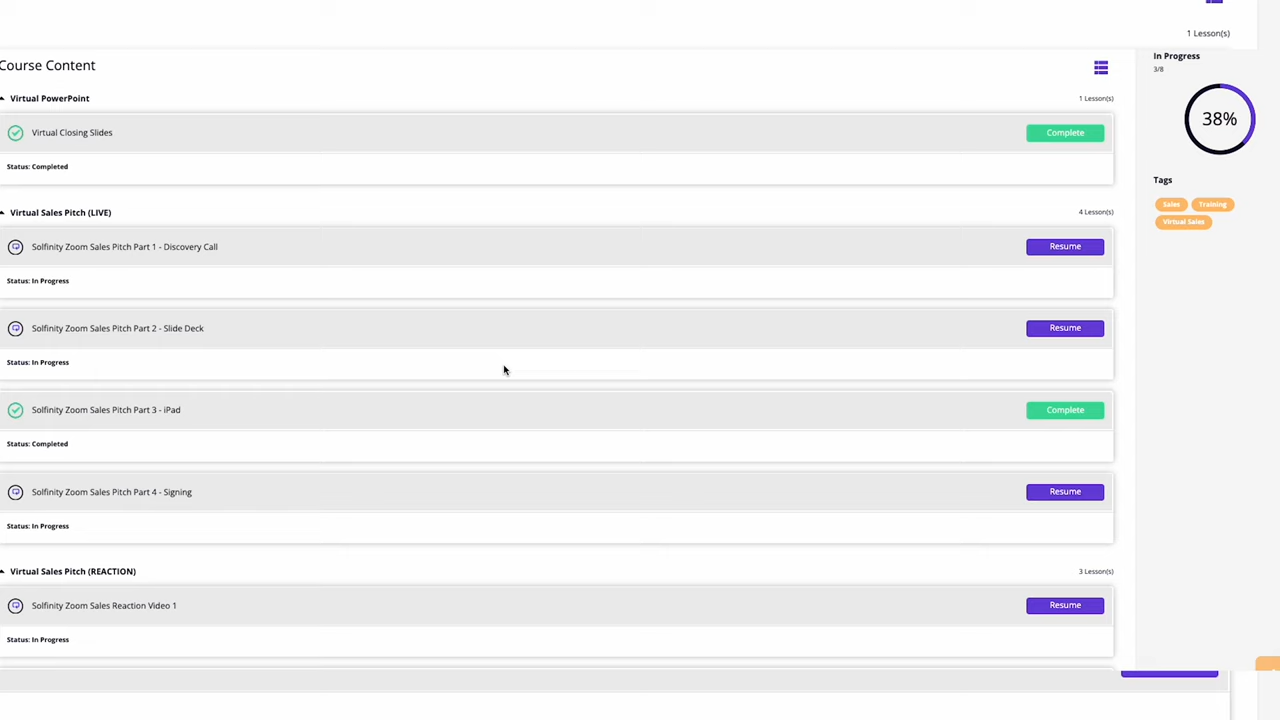 1 Lesson(s)
Course Content
In Progress
3/8
38%
Virtual PowerPoint
1 Lesson(s)
Virtual Closing Slides
Complete
Status: Completed
Tags
Sales
Training
Virtual Sales
Virtual Sales Pitch (LIVE)
4 Lesson(s)
Solfinity Zoom Sales Pitch Part 1 - Discovery Call
Resume
Status: In Progress
Solfinity Zoom Sales Pitch Part 2 - Slide Deck
Resume
Status: In Progress
Solfinity Zoom Sales Pitch Part 3 - iPad
Complete
Status: Completed
Solfinity Zoom Sales Pitch Part 4 - Signing
Resume
Status: In Progress
Virtual Sales Pitch (REACTION)
3 Lesson(s)
Solfinity Zoom Sales Reaction Video 1
Resume
Status: In Progress